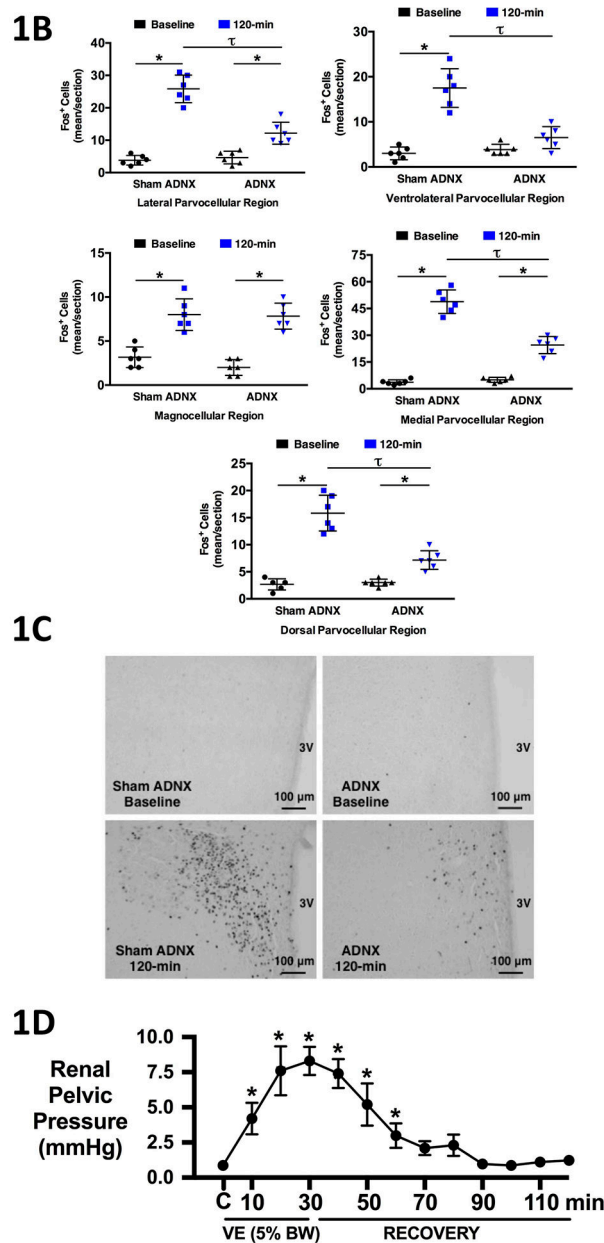 1B
Baseline 120-min
Fos+ Cells
(mean/section)
40
30
20
10
0
* * τ
Sham ADNX ADNX
Lateral Parvocellular Region
Baseline 120-min
Fos+ Cells
(mean/section)
30
20
10
0
* τ
Sham ADNX ADNX
Ventrolateral Parvocellular Region
Baseline 120-min
Fos+ Cells
(mean/section)
15
10
5
0
* *
Sham ADNX ADNX
Magnocellular Region
Baseline 120-min
Fos+ Cells
(mean/section)
75
60
45
30
15
0
* * τ
Sham ADNX ADNX
Medial Parvocellular Region
Baseline 120-min
Fos+ Cells
(mean/section)
25
20
15
10
5
0
* * τ
Sham ADNX ADNX
Dorsal Parvocellular Region
1C
3V
Sham ADNX
Baseline
100 μm
3V
ADNX
Baseline
100 μm
3V
Sham ADNX
120-min
100 μm
3V
ADNX
120-min
100 μm
1D
Renal
Pelvic
Pressure
(mmHg)
10.0
7.5
5.0
2.5
0.0
* * * * * *
C 10 30 50 70 90 110 min
VE (5% BW) RECOVERY